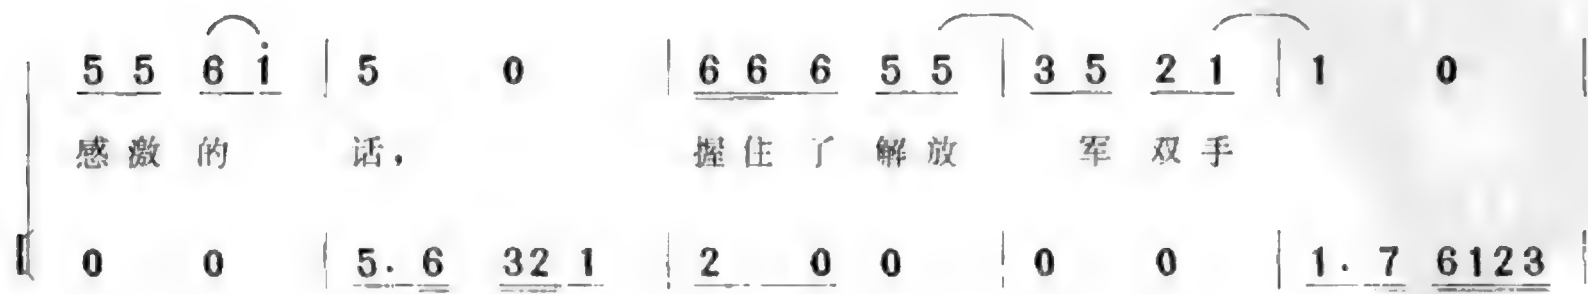 5 5 6 i | 5 0 | 6 6 6 5 5 | 3 5 2 1 | 1 0 |
感激的 话， 握住了解放 军双手
0 0 | 5. 6 32 1 | 2 0 0 | 0 0 | 1. 7 6123 |